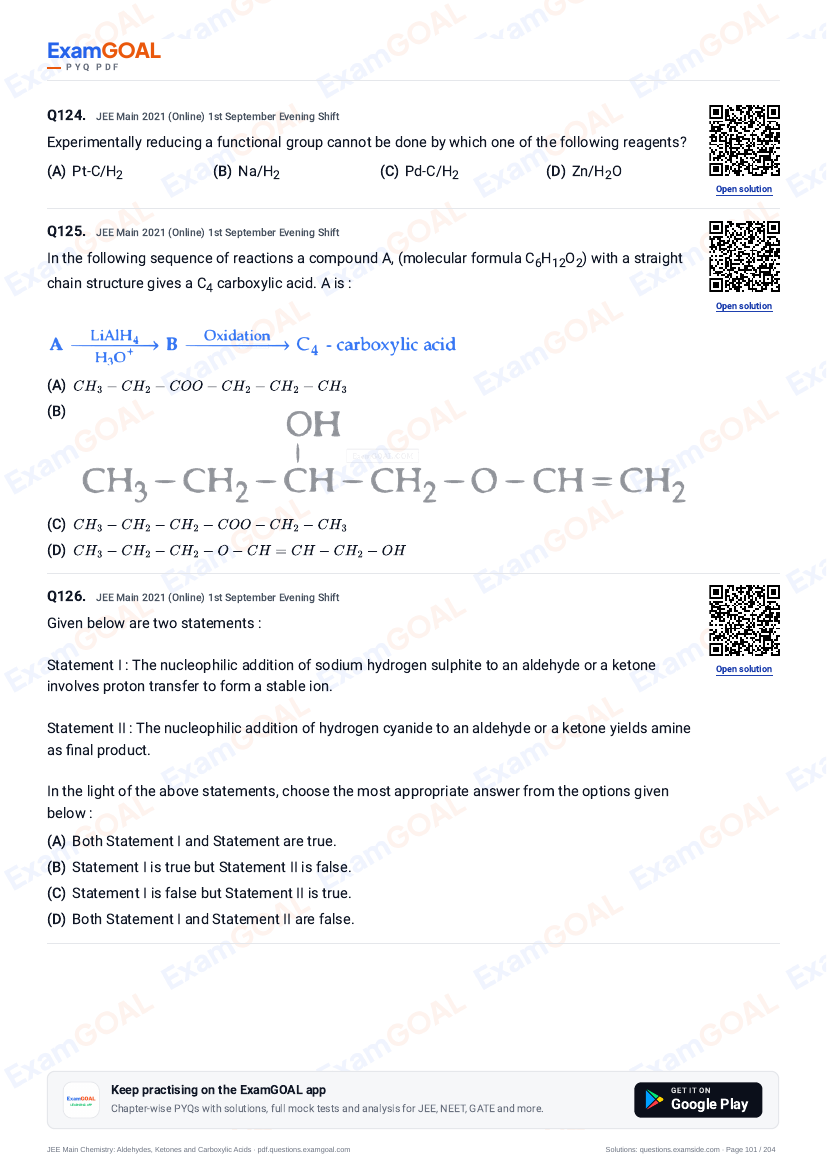 ExamGOAL
PYQ PDF
Q124. JEE Main 2021 (Online) 1st September Evening Shift
Experimentally reducing a functional group cannot be done by which one of the following reagents?
(A) Pt-C/H₂ (B) Na/H₂ (C) Pd-C/H₂ (D) Zn/H₂O
Open solution
Q125. JEE Main 2021 (Online) 1st September Evening Shift
In the following sequence of reactions a compound A, (molecular formula C₆H₁₂O₂) with a straight
chain structure gives a C₄ carboxylic acid. A is :
Open solution
A —LiAlH₄/H₃O⁺→ B —Oxidation→ C₄ - carboxylic acid
(A) CH₃ − CH₂ − COO − CH₂ − CH₂ − CH₃
(B)
OH
CH₃ − CH₂ − CH − CH₂ − O − CH = CH₂
(C) CH₃ − CH₂ − CH₂ − COO − CH₂ − CH₃
(D) CH₃ − CH₂ − CH₂ − O − CH = CH − CH₂ − OH
Q126. JEE Main 2021 (Online) 1st September Evening Shift
Given below are two statements :
Statement I : The nucleophilic addition of sodium hydrogen sulphite to an aldehyde or a ketone
involves proton transfer to form a stable ion.
Open solution
Statement II : The nucleophilic addition of hydrogen cyanide to an aldehyde or a ketone yields amine
as final product.
In the light of the above statements, choose the most appropriate answer from the options given
below :
(A) Both Statement I and Statement are true.
(B) Statement I is true but Statement II is false.
(C) Statement I is false but Statement II is true.
(D) Both Statement I and Statement II are false.
ExamGOAL
Keep practising on the ExamGOAL app
Chapter-wise PYQs with solutions, full mock tests and analysis for JEE, NEET, GATE and more.
GET IT ON
Google Play
JEE Main Chemistry: Aldehydes, Ketones and Carboxylic Acids · pdf.questions.examgoal.com
Solutions: questions.examside.com · Page 101 / 204